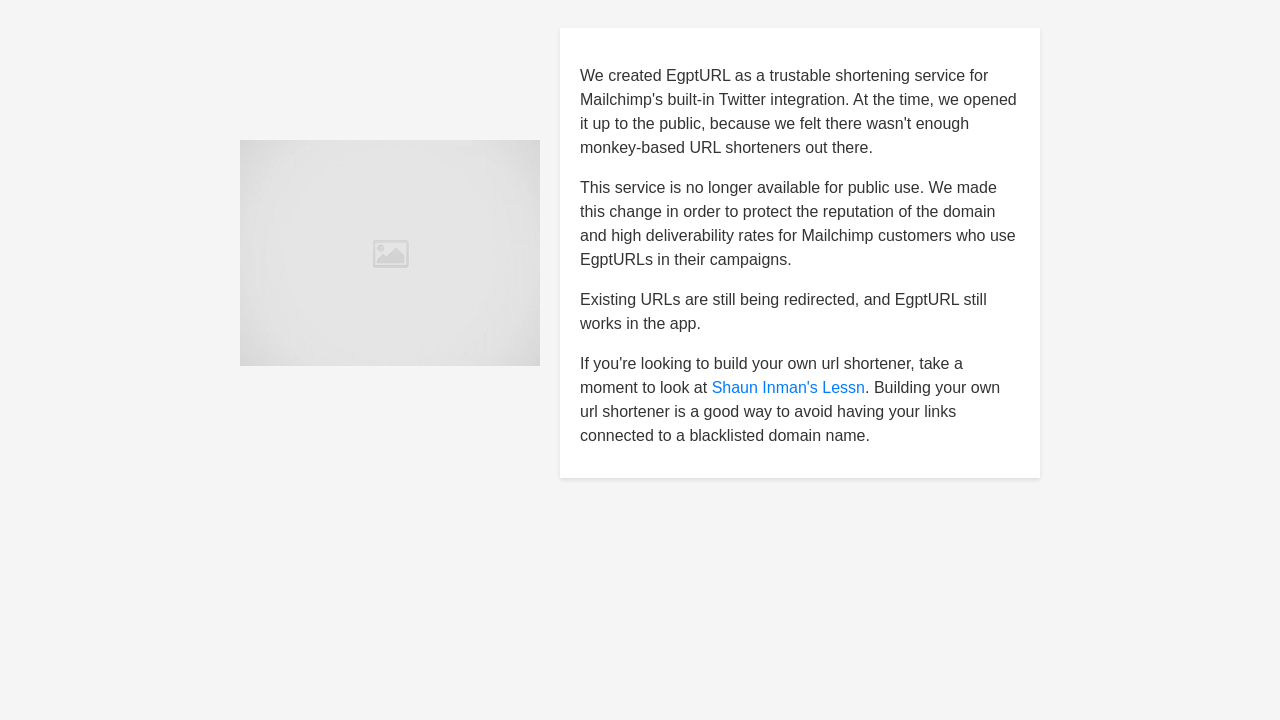 We created EgptURL as a trustable shortening service for
Mailchimp's built-in Twitter integration. At the time, we opened
it up to the public, because we felt there wasn't enough
monkey-based URL shorteners out there.
This service is no longer available for public use. We made
this change in order to protect the reputation of the domain
and high deliverability rates for Mailchimp customers who use
EgptURLs in their campaigns.
Existing URLs are still being redirected, and EgptURL still
works in the app.
If you're looking to build your own url shortener, take a
moment to look at Shaun Inman's Lessn. Building your own
url shortener is a good way to avoid having your links
connected to a blacklisted domain name.